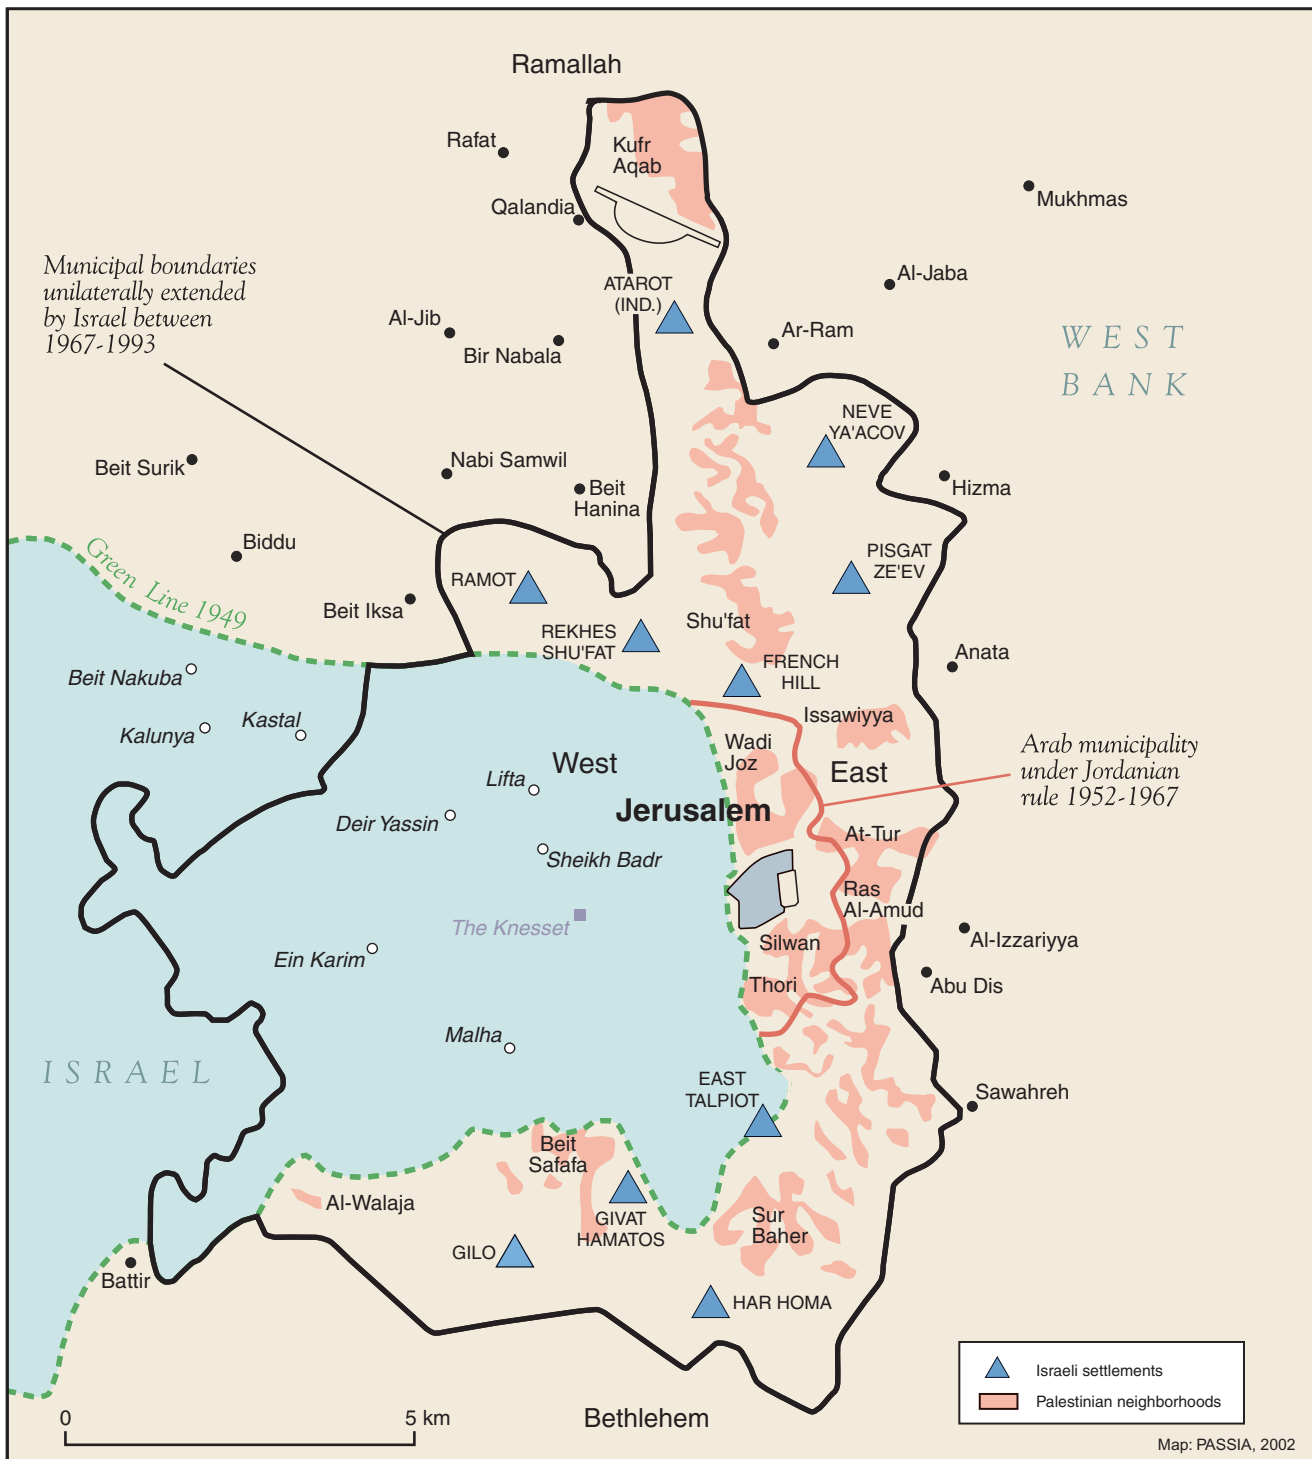 Ramallah
Rafat
Kufr
Aqab
Mukhmas
Qalandia
Municipal boundaries
unilaterally extended
by Israel between
1967-1993
ATAROT
(IND.)
Al-Jaba
Al-Jib
Bir Nabala
Ar-Ram
WEST
BANK
NEVE
YA'ACOV
Beit Surik
Nabi Samwil
Beit
Hanina
Hizma
Green Line 1949
Biddu
PISGAT
ZE'EV
RAMOT
Beit Iksa
REKHES
SHU'FAT
Shu'fat
FRENCH
HILL
Anata
Beit Nakuba
Kalunya
Kastal
Issawiyya
Wadi
Joz
West
East
Jerusalem
Arab municipality
under Jordanian
rule 1952-1967
Lifta
Deir Yassin
Sheikh Badr
At-Tur
Ras
Al-Amud
The Knesset
Silwan
Al-Izzariyya
Ein Karim
Thori
Abu Dis
Malha
ISRAEL
EAST
TALPIOT
Sawahreh
Beit
Safafa
Al-Walaja
GIVAT
HAMATOS
Sur
Baher
GILO
Battir
HAR HOMA
Israeli settlements
Palestinian neighborhoods
0
5 km
Bethlehem
Map: PASSIA, 2002